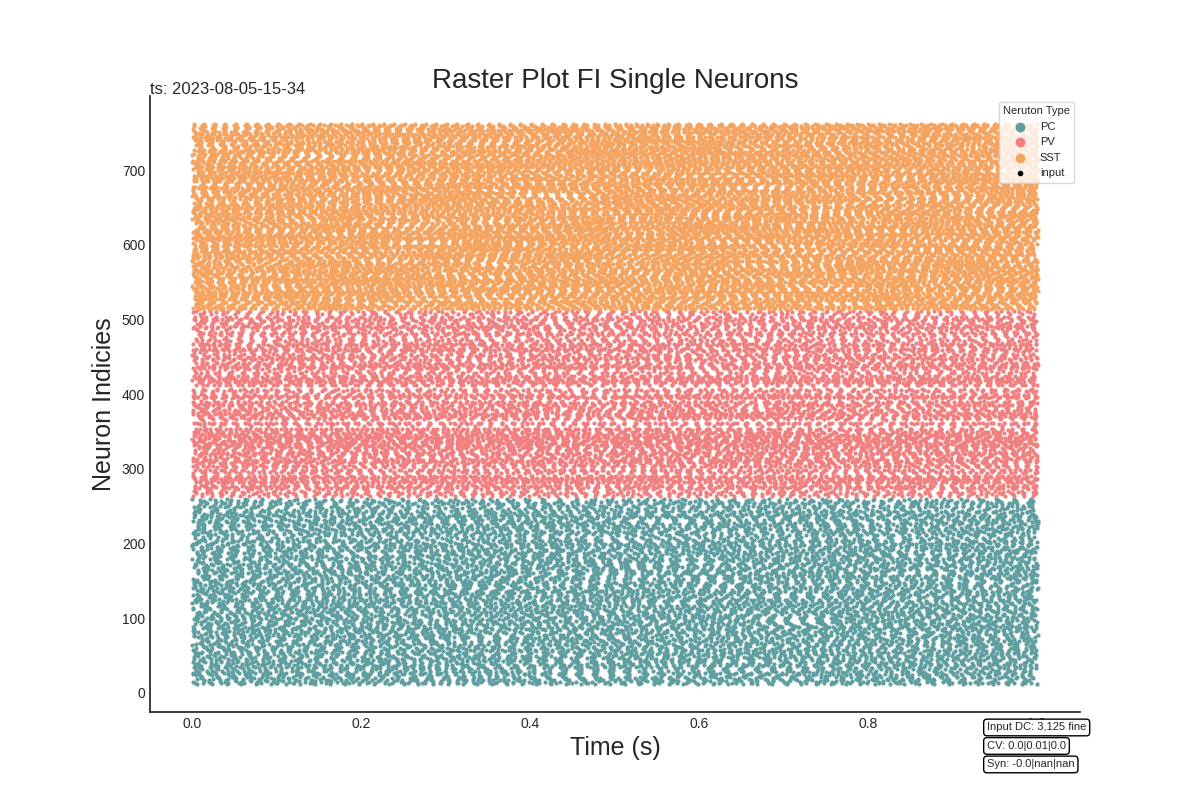 Raster Plot FI Single Neurons
ts: 2023-08-05-15-34
Neruton Type
PC
PV
SST
input
Neuron Indicies
700
600
500
400
300
200
100
0
0.0 0.2 0.4 0.6 0.8
Time (s)
Input DC: 3,125 fine
CV: 0.0|0.01|0.0
Syn: -0.0|nan|nan